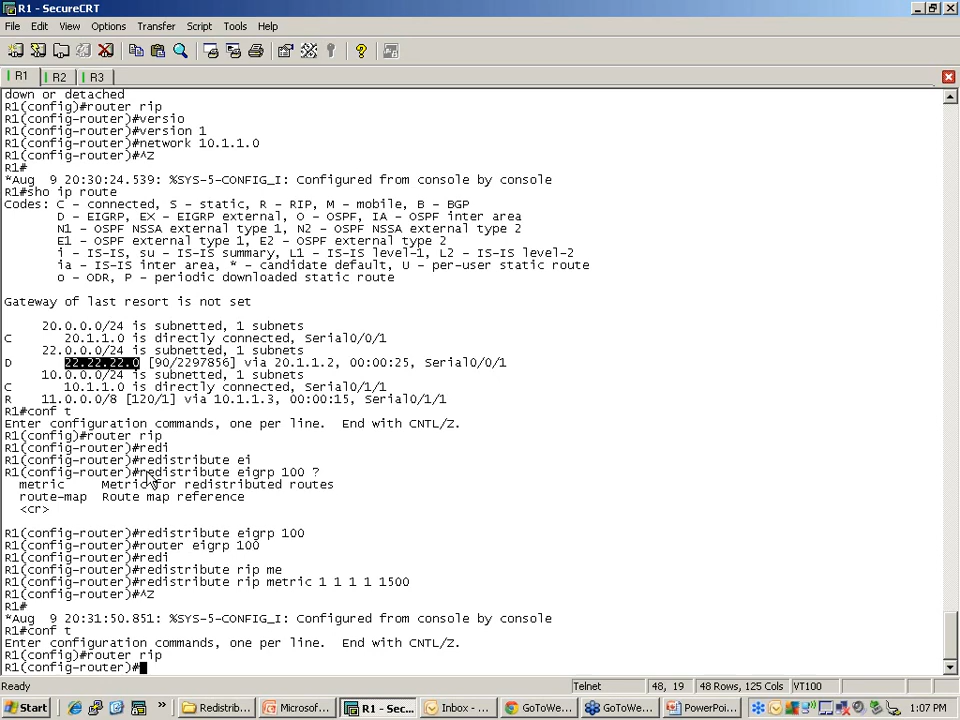 R1 - SecureCRT
File Edit View Options Transfer Script Tools Help
R1 R2 R3
down or detached
R1(config)#router rip
R1(config-router)#versio
R1(config-router)#version 1
R1(config-router)#network 10.1.1.0
R1(config-router)#^Z
R1#
*Aug  9 20:30:24.539: %SYS-5-CONFIG_I: Configured from console by console
R1#sho ip route
Codes: C - connected, S - static, R - RIP, M - mobile, B - BGP
D - EIGRP, EX - EIGRP external, O - OSPF, IA - OSPF inter area
N1 - OSPF NSSA external type 1, N2 - OSPF NSSA external type 2
E1 - OSPF external type 1, E2 - OSPF external type 2
i - IS-IS, su - IS-IS summary, L1 - IS-IS level-1, L2 - IS-IS level-2
ia - IS-IS inter area, * - candidate default, U - per-user static route
o - ODR, P - periodic downloaded static route
Gateway of last resort is not set
20.0.0.0/24 is subnetted, 1 subnets
C 20.1.1.0 is directly connected, Serial0/0/1
22.0.0.0/24 is subnetted, 1 subnets
D 22.22.22.0 [90/2297856] via 20.1.1.2, 00:00:25, Serial0/0/1
10.0.0.0/24 is subnetted, 1 subnets
C 10.1.1.0 is directly connected, Serial0/1/1
R 11.0.0.0/8 [120/1] via 10.1.1.3, 00:00:15, Serial0/1/1
R1#conf t
Enter configuration commands, one per line.  End with CNTL/Z.
R1(config)#router rip
R1(config-router)#redi
R1(config-router)#redistribute ei
R1(config-router)#redistribute eigrp 100 ?
metric Metric for redistributed routes
route-map Route map reference
<cr>
R1(config-router)#redistribute eigrp 100
R1(config-router)#router eigrp 100
R1(config-router)#redi
R1(config-router)#redistribute rip me
R1(config-router)#redistribute rip metric 1 1 1 1 1500
R1(config-router)#^Z
R1#
*Aug  9 20:31:50.851: %SYS-5-CONFIG_I: Configured from console by console
R1#conf t
Enter configuration commands, one per line.  End with CNTL/Z.
R1(config)#router rip
R1(config-router)#
Ready Telnet 48, 19 48 Rows, 125 Cols VT100
Start » Redistrib... Microsof... R1 - Sec... Inbox - ... GoToWe... GoToWe... PowerPoi... 1:07 PM